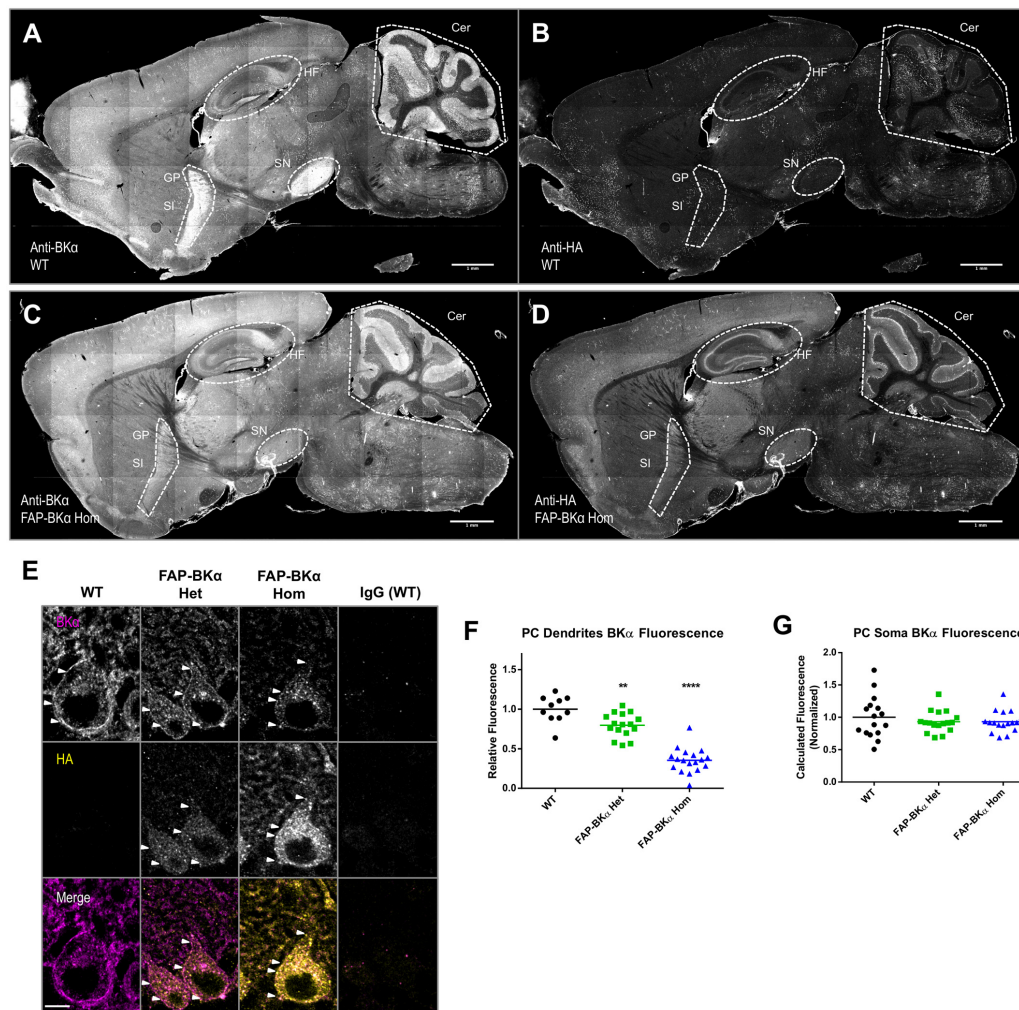 A
Cer
HF
SN
GP
SI
Anti-BKα
WT
1 mm
B
Cer
HF
SN
GP
SI
Anti-HA
WT
1 mm
C
Cer
HF
SN
GP
SI
Anti-BKα
FAP-BKα Hom
1 mm
D
Cer
HF
SN
GP
SI
Anti-HA
FAP-BKα Hom
1 mm
E
WT
FAP-BKα
Het
FAP-BKα
Hom
IgG (WT)
BKα
HA
Merge
F
PC Dendrites BKα Fluorescence
Relative Fluorescence
1.5
1.0
0.5
0.0
**
****
WT
FAP-BKα Het
FAP-BKα Hom
G
PC Soma BKα Fluorescence
Calculated Fluorescence
(Normalized)
2.0
1.5
1.0
0.5
0.0
WT
FAP-BKα Het
FAP-BKα Hom